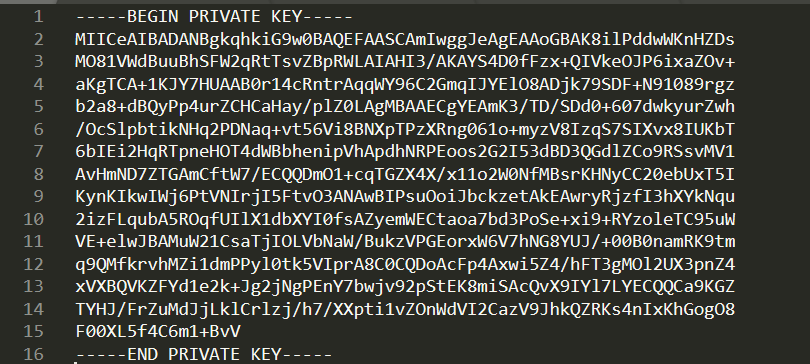 1 -----BEGIN PRIVATE KEY-----
2 MIICeAIBADANBgkqhkiG9w0BAQEFAASCAmIwggJeAgEAAoGBAK8ilPddwWKnHZDs
3 MO81VWdBuuBhSFW2qRtTsvZBpRWLAIAHI3/AKAYS4D0fFzx+QIVkeOJP6ixaZOv+
4 aKgTCA+1KJY7HUAAB0r14cRntrAqqWY96C2GmqIJYElO8ADjk79SDF+N91089rgz
5 b2a8+dBQyPp4urZCHCaHay/plZ0LAgMBAAECgYEAmK3/TD/SDd0+607dwkyurZwh
6 /OcSlpbtikNHq2PDNaq+vt56Vi8BNXpTPzXRng061o+myzV8IzqS7SIXvx8IUKbT
7 6bIEi2HqRTpneHOT4dWBbhenipVhApdhNRPEoos2G2I53dBD3QGdlZCo9RSsvMV1
8 AvHmND7ZTGAmCftW7/ECQQDmO1+cqTGZX4X/x11o2W0NfMBsrKHNyCC20ebUxT5I
9 KynKIkwIWj6PtVNIrjI5FtvO3ANAwBIPsuOoiJbckzetAkEAwryRjzfI3hXYkNqu
10 2izFLqubA5ROqfUIlX1dbXYI0fsAZyemWECtaoa7bd3PoSe+xi9+RYzoleTC95uW
11 VE+elwJBAMuW21CsaTjIOLVbNaW/BukzVPGEorxW6V7hNG8YUJ/+00B0namRK9tm
12 q9QMfkrvhMZi1dmPPyl0tk5VIprA8C0CQDoAcFp4Axwi5Z4/hFT3gMOl2UX3pnZ4
13 xVXBQVKZFYd1e2k+Jg2jNgPEnY7bwjv92pStEK8miSAcQvX9IYl7LYECQQCa9KGZ
14 TYHJ/FrZuMdJjLklCrlzj/h7/XXpti1vZOnWdVI2CazV9JhkQZRKs4nIxKhGogO8
15 F00XL5f4C6m1+BvV
16 -----END PRIVATE KEY-----